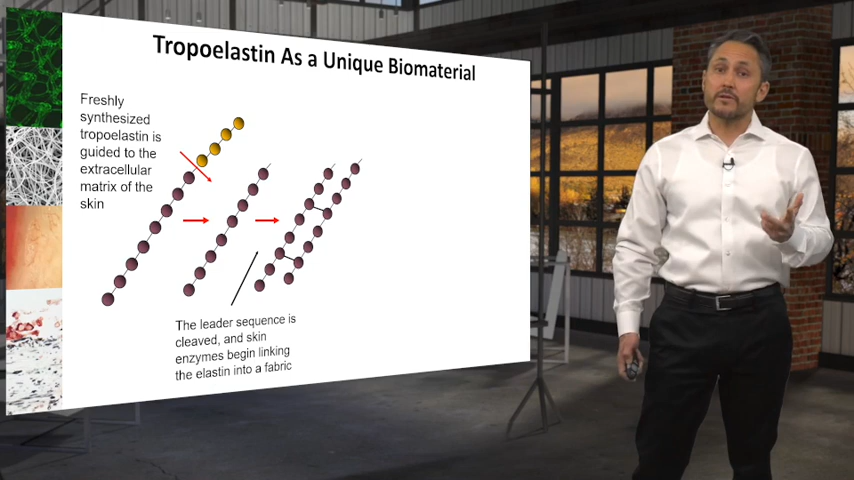 Tropoelastin As a Unique Biomaterial
Freshly
synthesized
tropoelastin is
guided to the
extracellular
matrix of the
skin
The leader sequence is
cleaved, and skin
enzymes begin linking
the elastin into a fabric